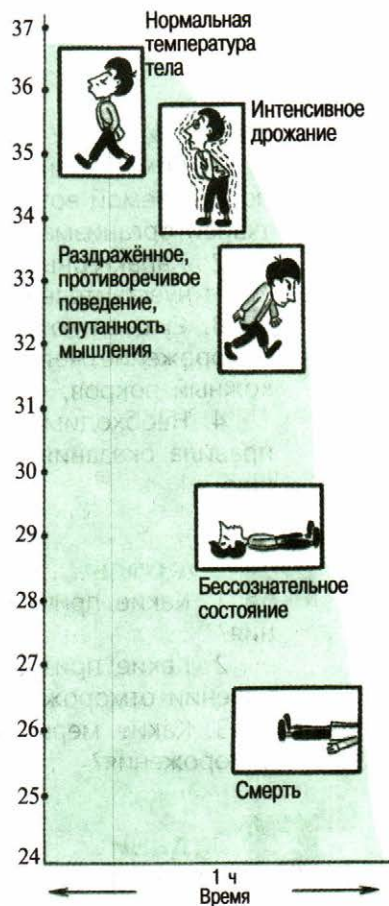 37
Нормальная
температура
тела
36
Интенсивное
дрожание
35
34
Раздражённое,
противоречивое
поведение,
спутанность
мышления
33
32
31
30
29
Бессознательное
состояние
28
27
26
Смерть
25
24
1 ч
Время